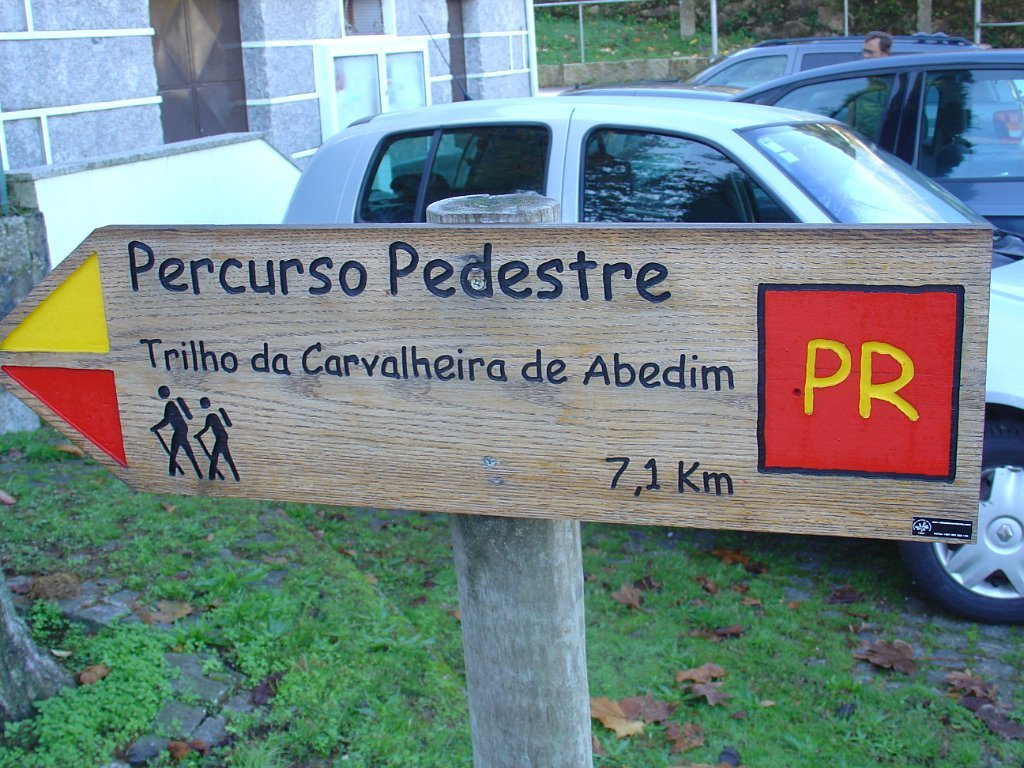 Percurso Pedestre
Trilho da Carvalheira de Abedim
PR
7,1 Km